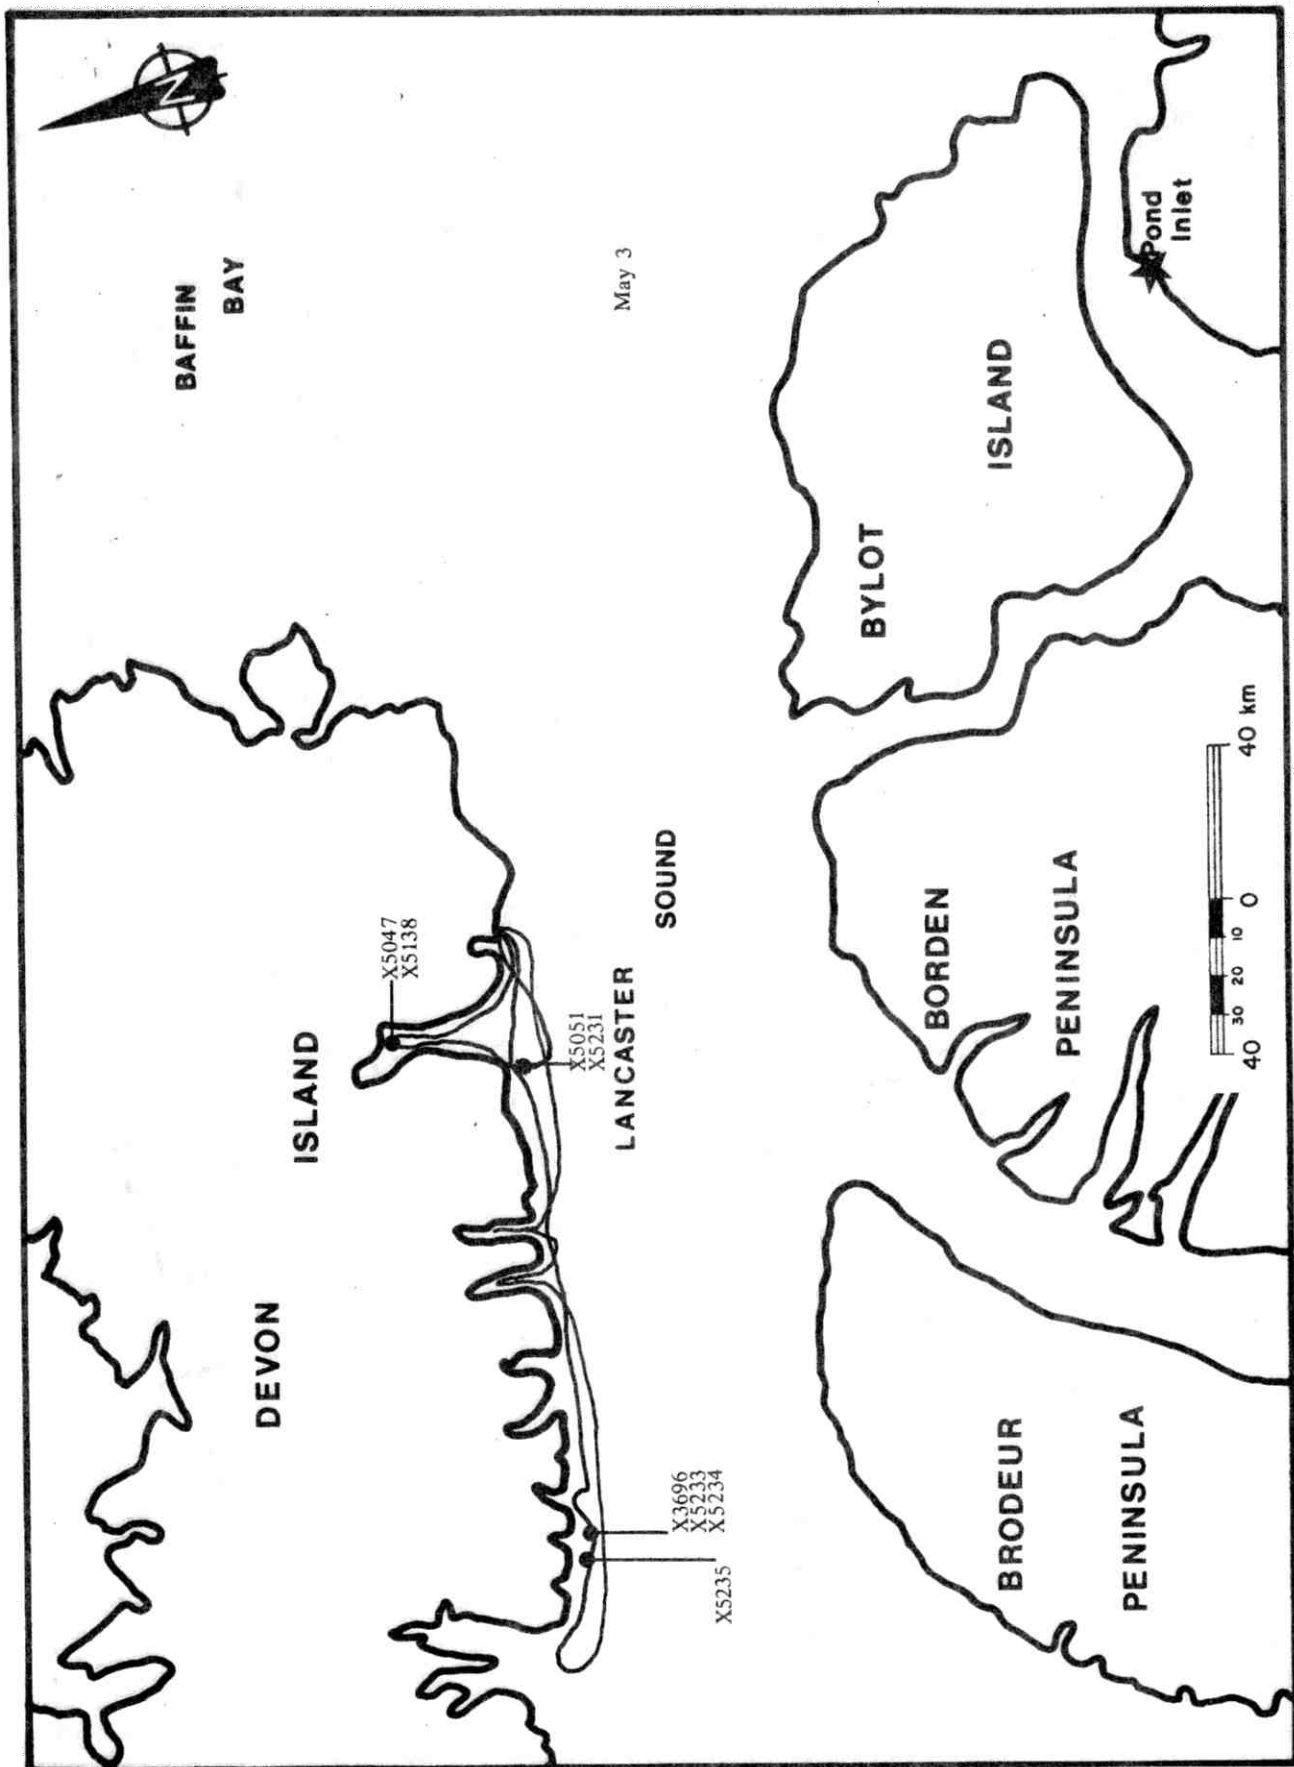 N
BAFFIN
BAY
May 3
Pond
Inlet
BYLOT
ISLAND
DEVON
ISLAND
X5047
X5138
X5051
X5231
LANCASTER
SOUND
X3696
X5233
X5234
X5235
BORDEN
PENINSULA
BRODEUR
PENINSULA
40
30
20
10
0
40 km